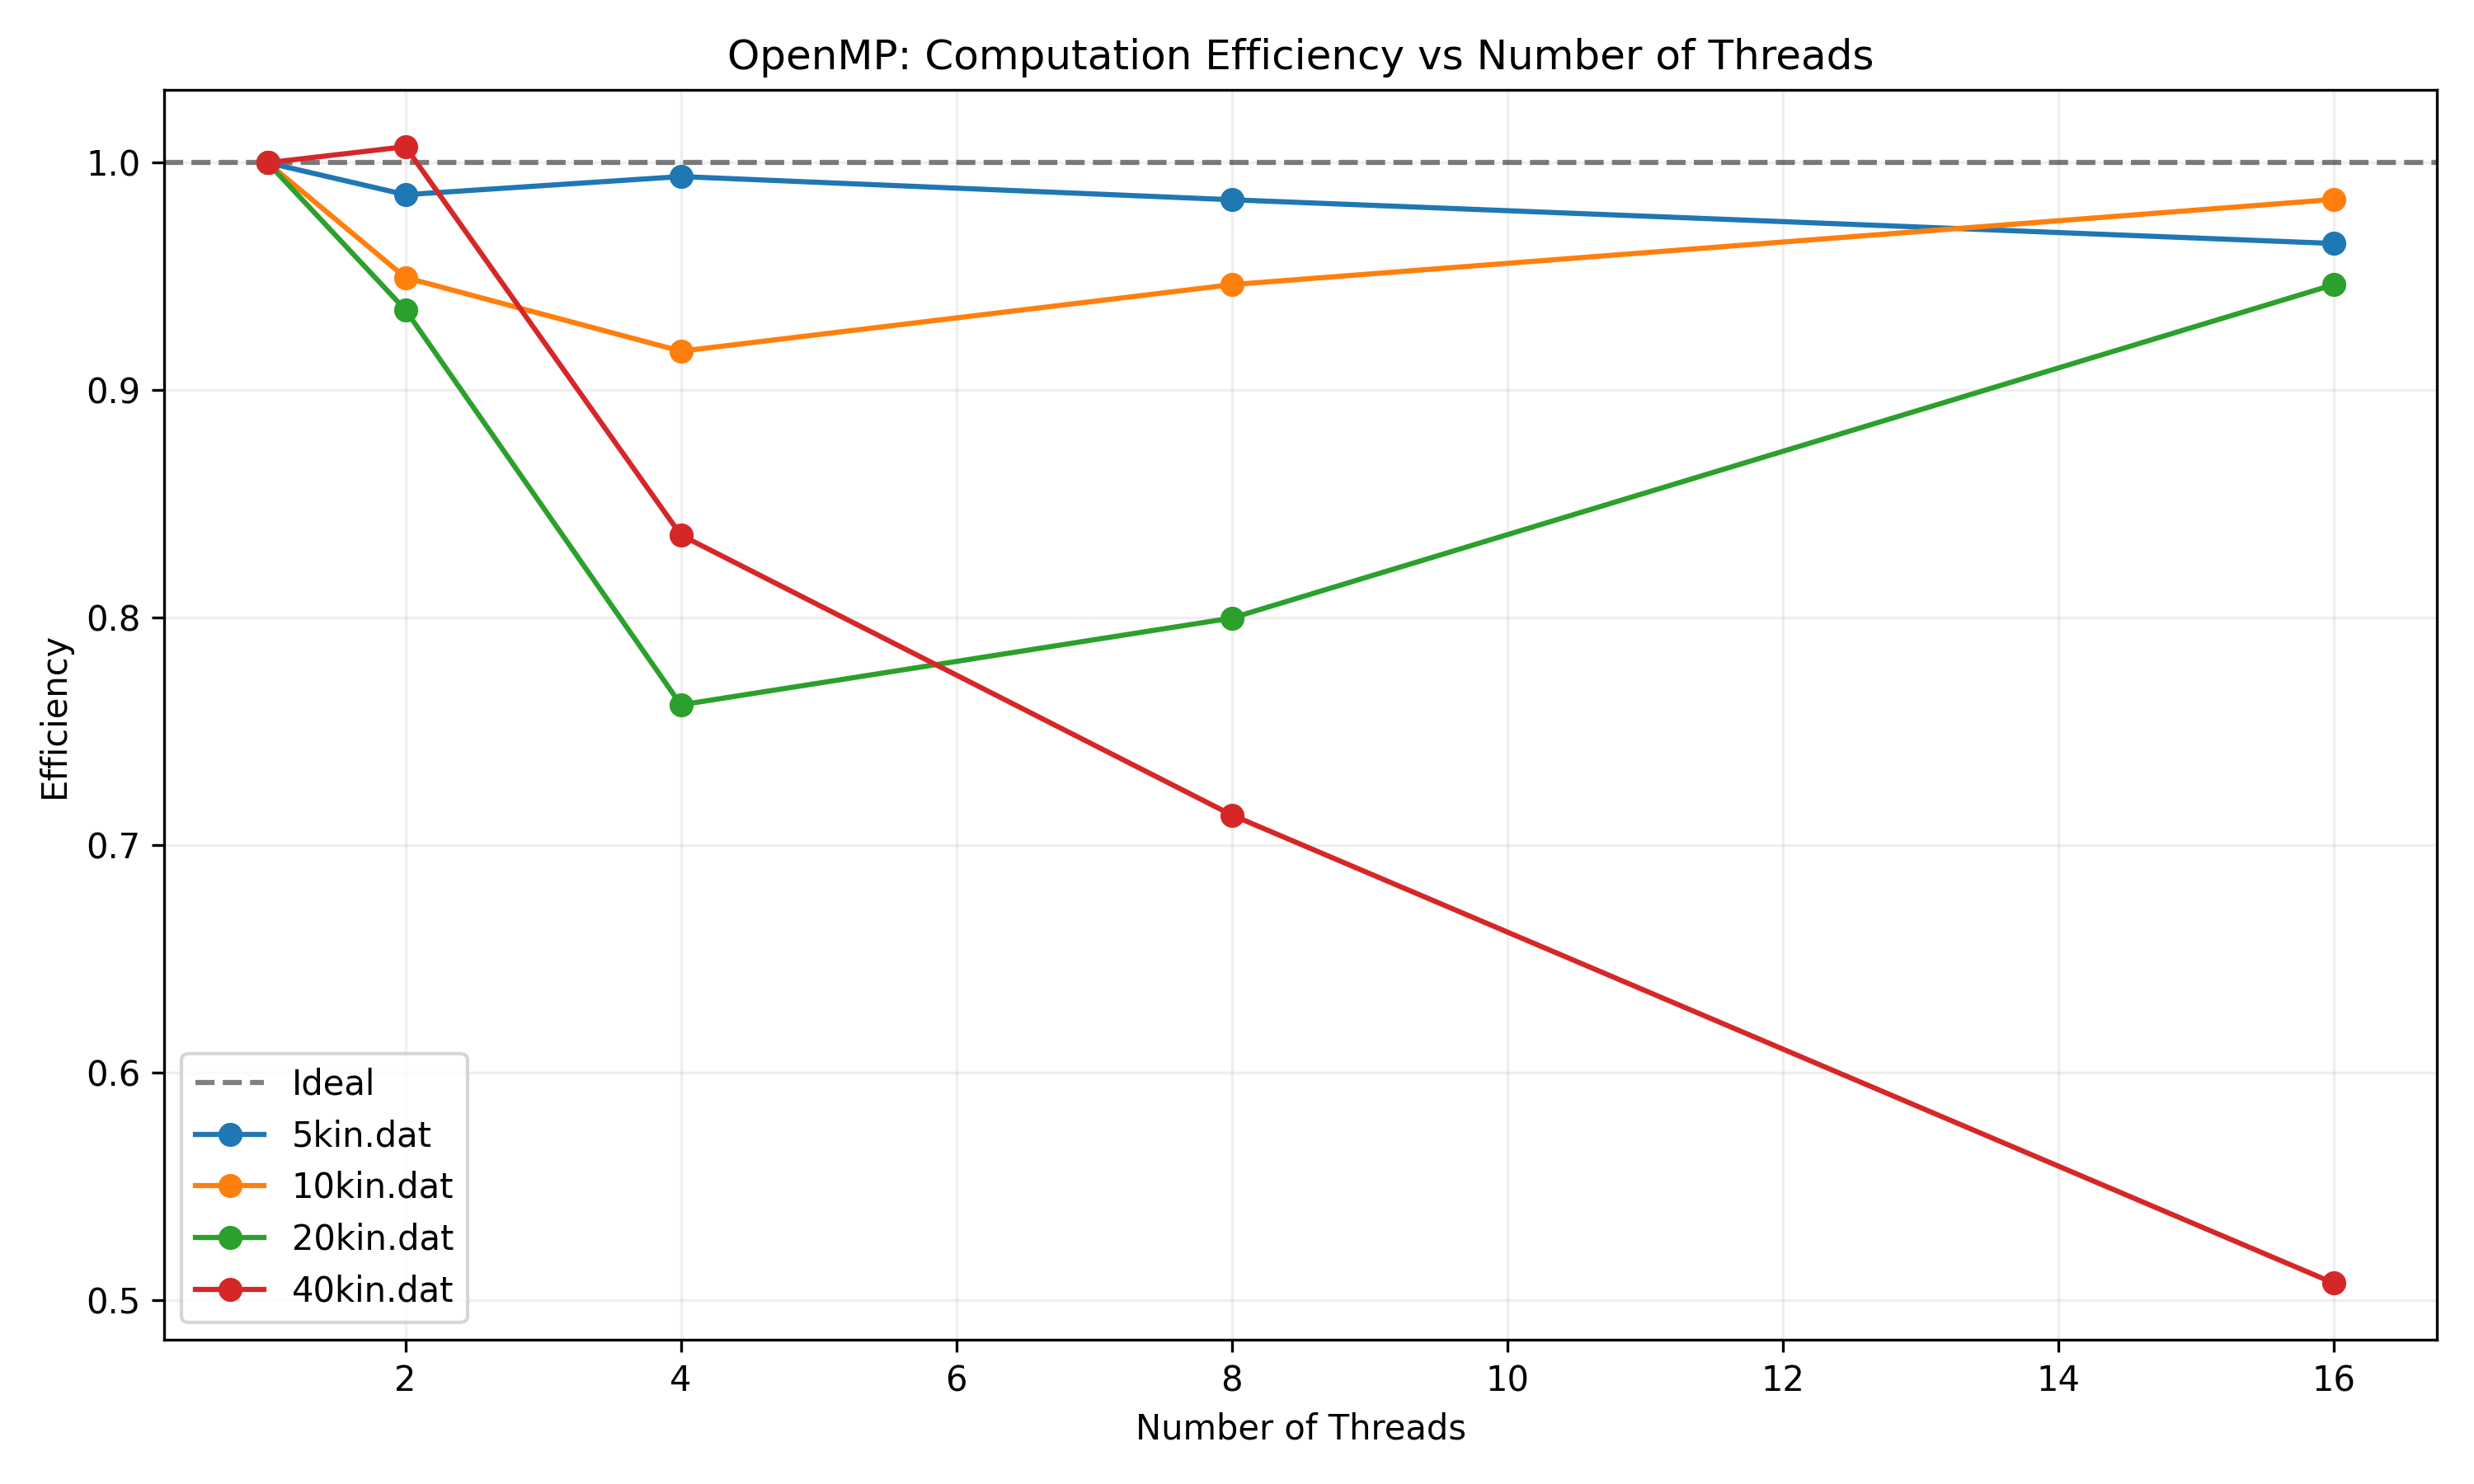 OpenMP: Computation Efficiency vs Number of Threads
Efficiency
1.0
0.9
0.8
0.7
0.6
0.5
Ideal
5kin.dat
10kin.dat
20kin.dat
40kin.dat
2 4 6 8 10 12 14 16
Number of Threads